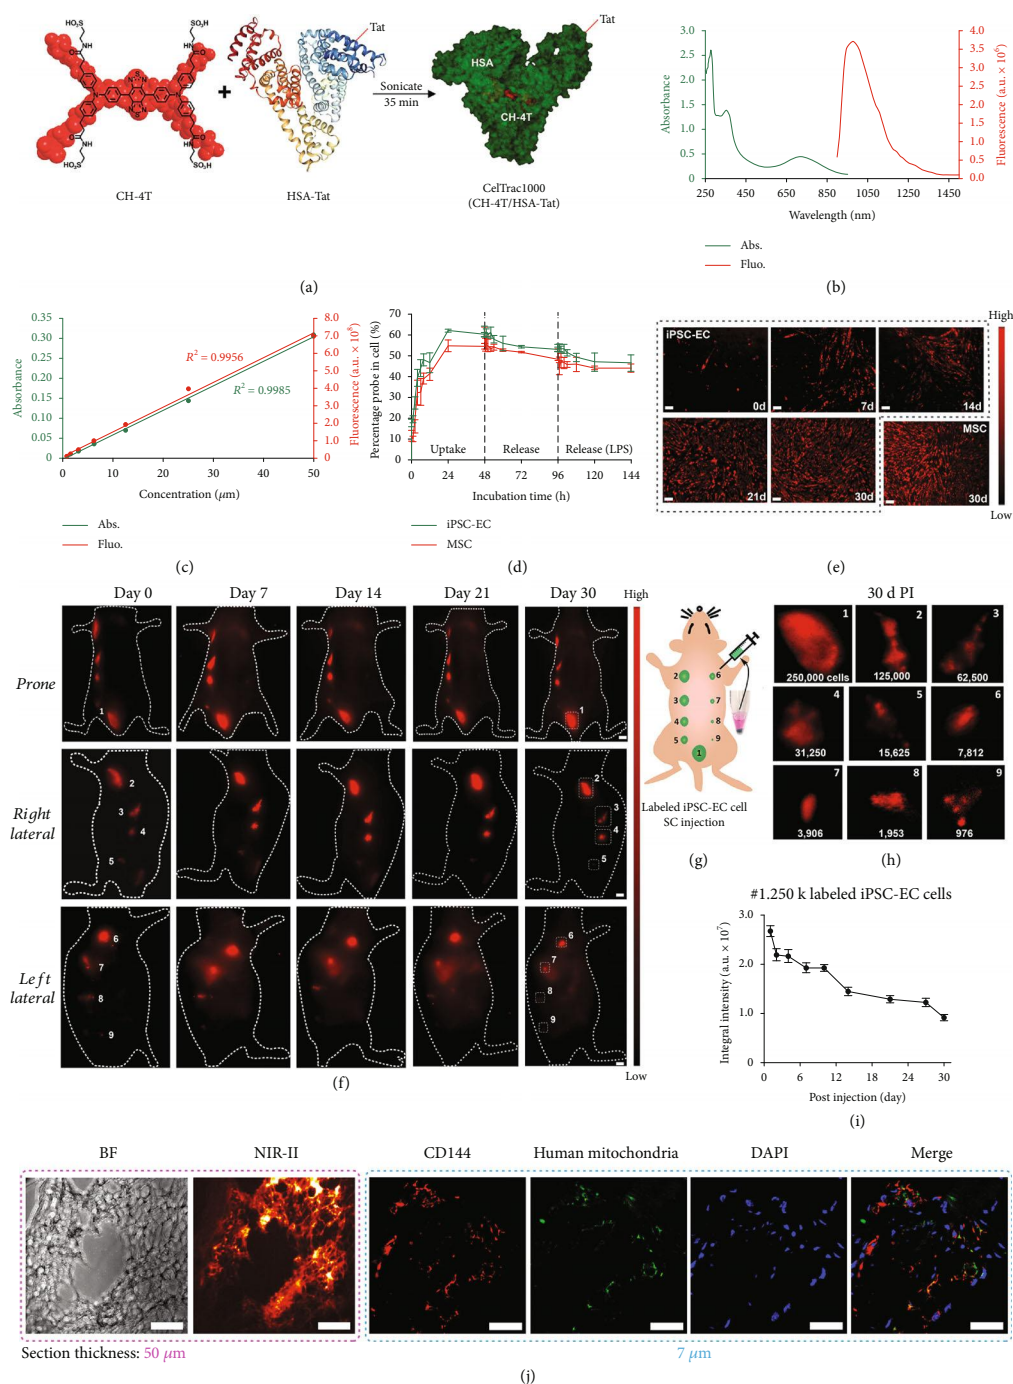 HO₃S
SO₃H
NH
HN
O
O
N
N
S
N
N
N
N
S
O
O
NH
HN
HO₃S
SO₃H
CH-4T
+
Tat
HSA-Tat
Sonicate
35 min
Tat
HSA
CH-4T
CelTrac1000
(CH-4T/HSA-Tat)
(a)
Absorbance
3.0
2.5
2.0
1.5
1.0
0.5
0
250 450 650 850 1050 1250 1450
Wavelength (nm)
4.0
3.5
3.0
2.5
2.0
1.5
1.0
0.5
0.0
Fluorescence (a.u. × 10⁶)
Abs.
Fluo.
(b)
Absorbance
0.35
0.30
0.25
0.20
0.15
0.10
0.05
0
R² = 0.9956
R² = 0.9985
0 10 20 30 40 50
Concentration (μm)
8.0
7.0
6.0
5.0
4.0
3.0
2.0
1.0
0
Fluorescence (a.u. × 10⁸)
Abs.
Fluo.
(c)
Percentage probe in cell (%)
70
60
50
40
30
20
10
0
Uptake Release Release (LPS)
0 24 48 72 96 120 144
Incubation time (h)
iPSC-EC
MSC
(d)
iPSC-EC
0d 7d 14d
MSC
21d 30d 30d
High
Low
(e)
Day 0 Day 7 Day 14 Day 21 Day 30
High
Prone
1
1
Right
lateral
2
3
4
5
2
3
4
5
Left
lateral
6
7
8
9
6
7
8
9
Low
(f)
2 6
3 7
4 8
5 9
1
Labeled iPSC-EC cell
SC injection
(g)
30 d PI
1 2 3
250,000 cells 125,000 62,500
4 5 6
31,250 15,625 7,812
7 8 9
3,906 1,953 976
(h)
#1.250 k labeled iPSC-EC cells
Integral intensity (a.u. × 10⁷)
3.0
2.0
1.0
0
0 6 12 18 24 30
Post injection (day)
(i)
BF NIR-II CD144 Human mitochondria DAPI Merge
Section thickness: 50 μm 7 μm
(j)